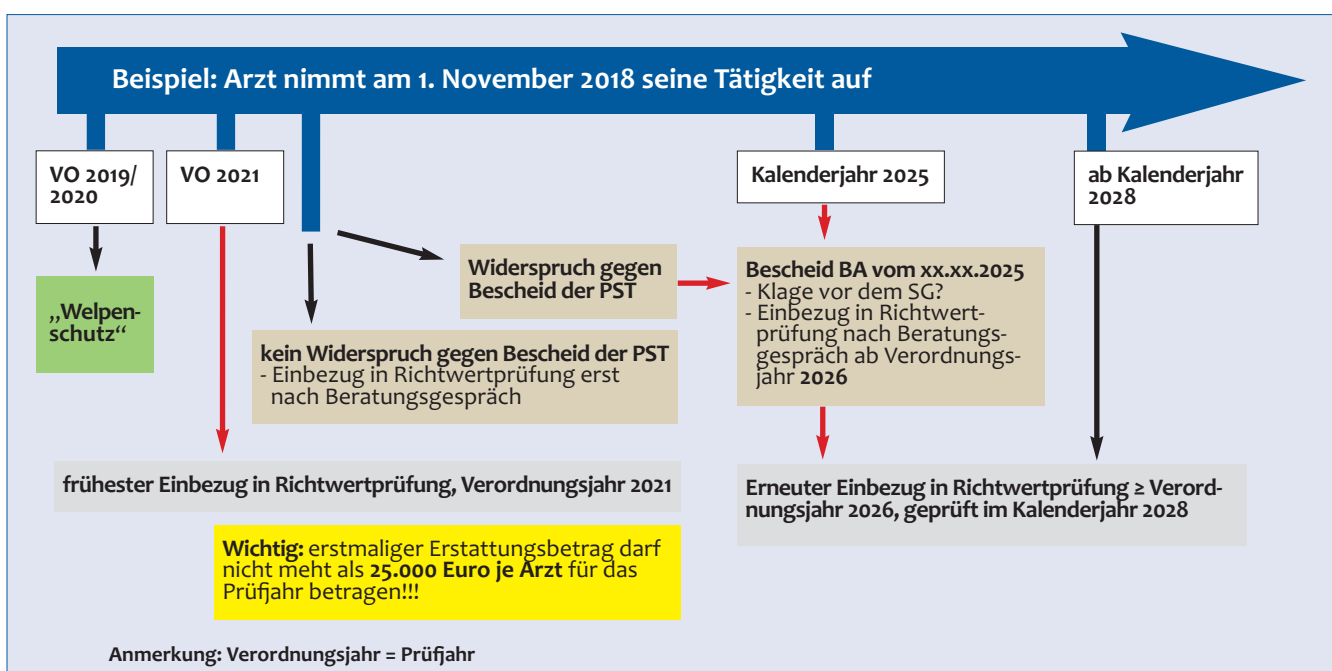 Beispiel: Arzt nimmt am 1. November 2018 seine Tätigkeit auf
VO 2019/
2020
VO 2021
Kalenderjahr 2025
ab Kalenderjahr
2028
„Welpen-
schutz“
Widerspruch gegen
Bescheid der PST
Bescheid BA vom xx.xx.2025
- Klage vor dem SG?
- Einbezug in Richtwert-
prüfung nach Beratungs-
gespräch ab Verordnungs-
jahr 2026
kein Widerspruch gegen Bescheid der PST
- Einbezug in Richtwertprüfung erst
nach Beratungsgespräch
frühester Einbezug in Richtwertprüfung, Verordnungsjahr 2021
Erneuter Einbezug in Richtwertprüfung ≥ Verord-
nungsjahr 2026, geprüft im Kalenderjahr 2028
Wichtig: erstmaliger Erstattungsbetrag darf
nicht meht als 25.000 Euro je Arzt für das
Prüfjahr betragen!!!
Anmerkung: Verordnungsjahr = Prüfjahr